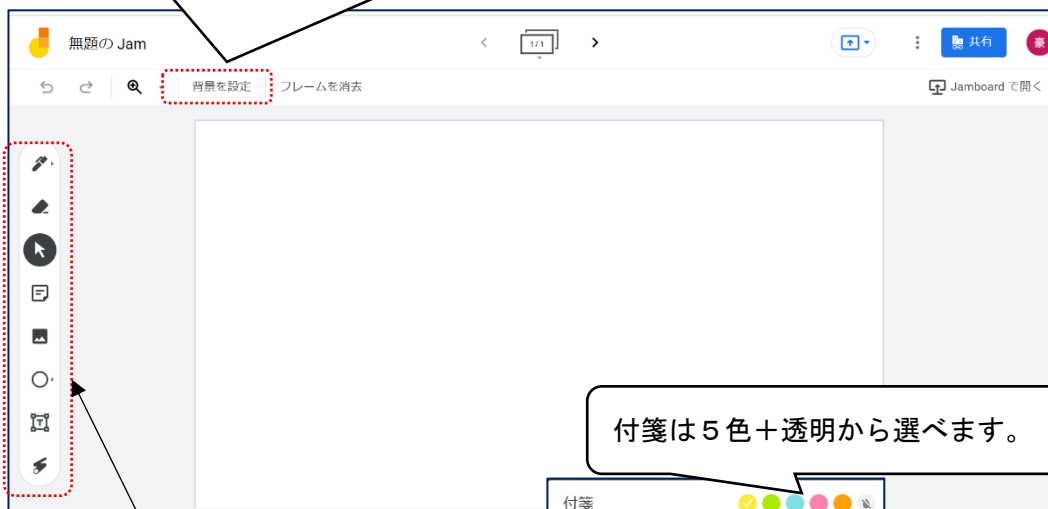 無題の Jam
1/1
共有
豪
背景を設定
フレームを消去
Jamboard で開く
T
付箋は５色＋透明から選べます。
付箋